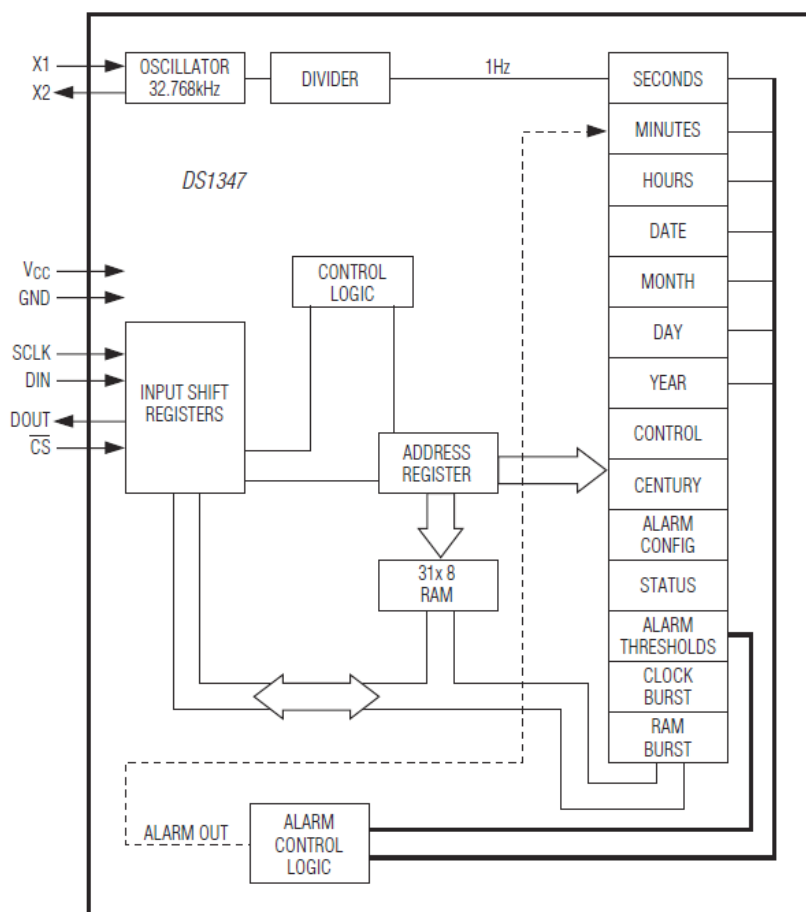 X1
X2
OSCILLATOR
32.768kHz
DIVIDER
1Hz
SECONDS
MINUTES
HOURS
DATE
MONTH
DAY
YEAR
CONTROL
CENTURY
ALARM
CONFIG
STATUS
ALARM
THRESHOLDS
CLOCK
BURST
RAM
BURST
DS1347
VCC
GND
SCLK
DIN
DOUT
CS
CONTROL
LOGIC
INPUT SHIFT
REGISTERS
ADDRESS
REGISTER
31x 8
RAM
ALARM OUT
ALARM
CONTROL
LOGIC